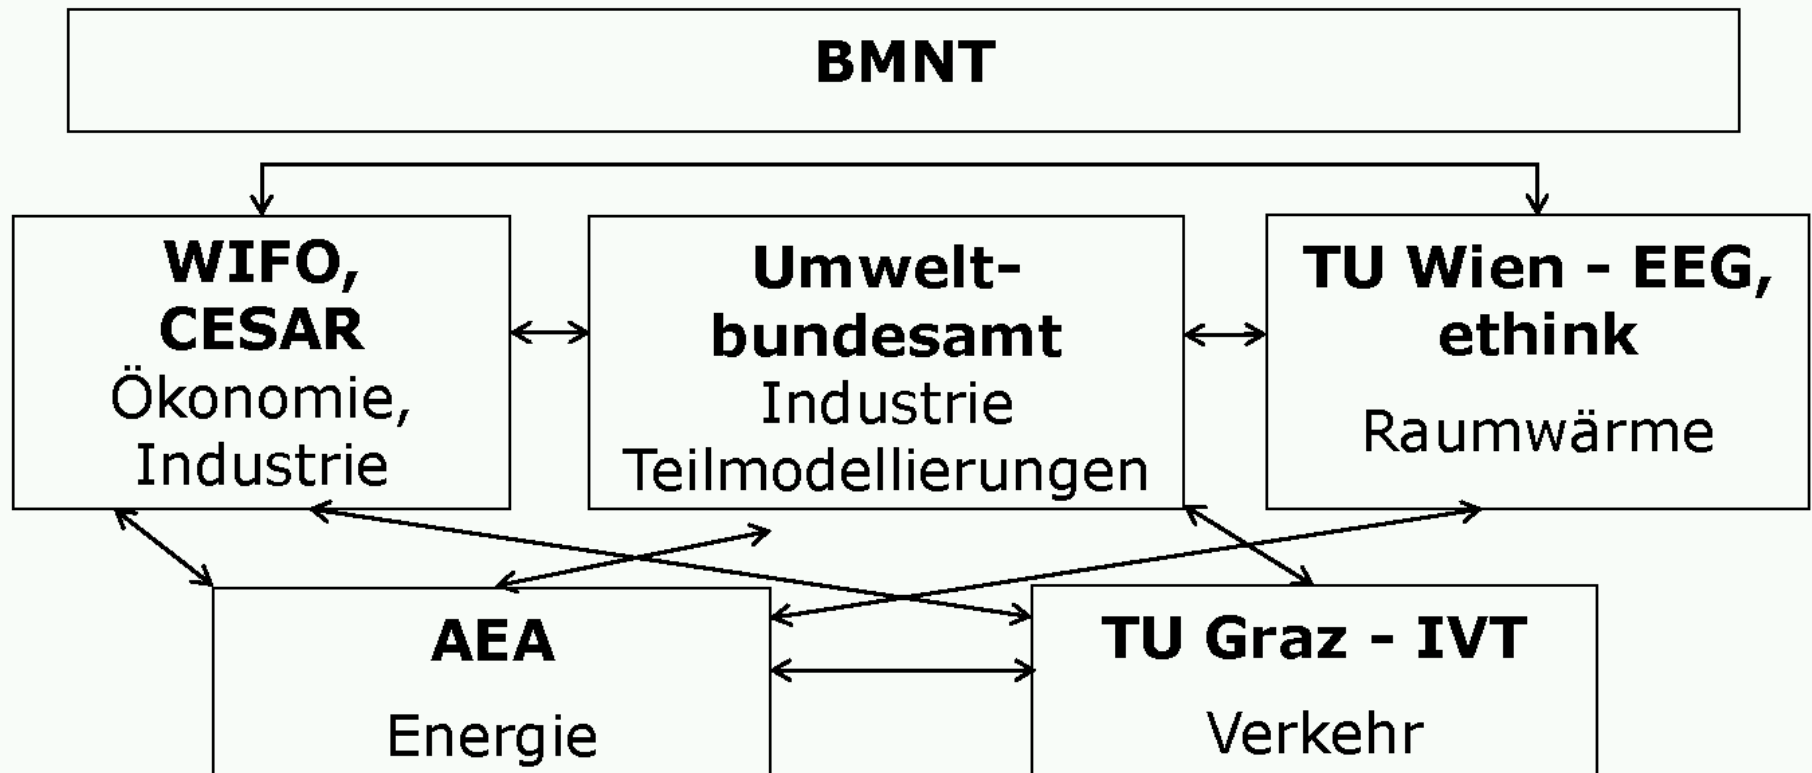 BMNT
WIFO,
CESAR
Ökonomie,
Industrie
Umwelt-
bundesamt
Industrie
Teilmodellierungen
TU Wien - EEG,
ethink
Raumwärme
AEA
Energie
TU Graz - IVT
Verkehr